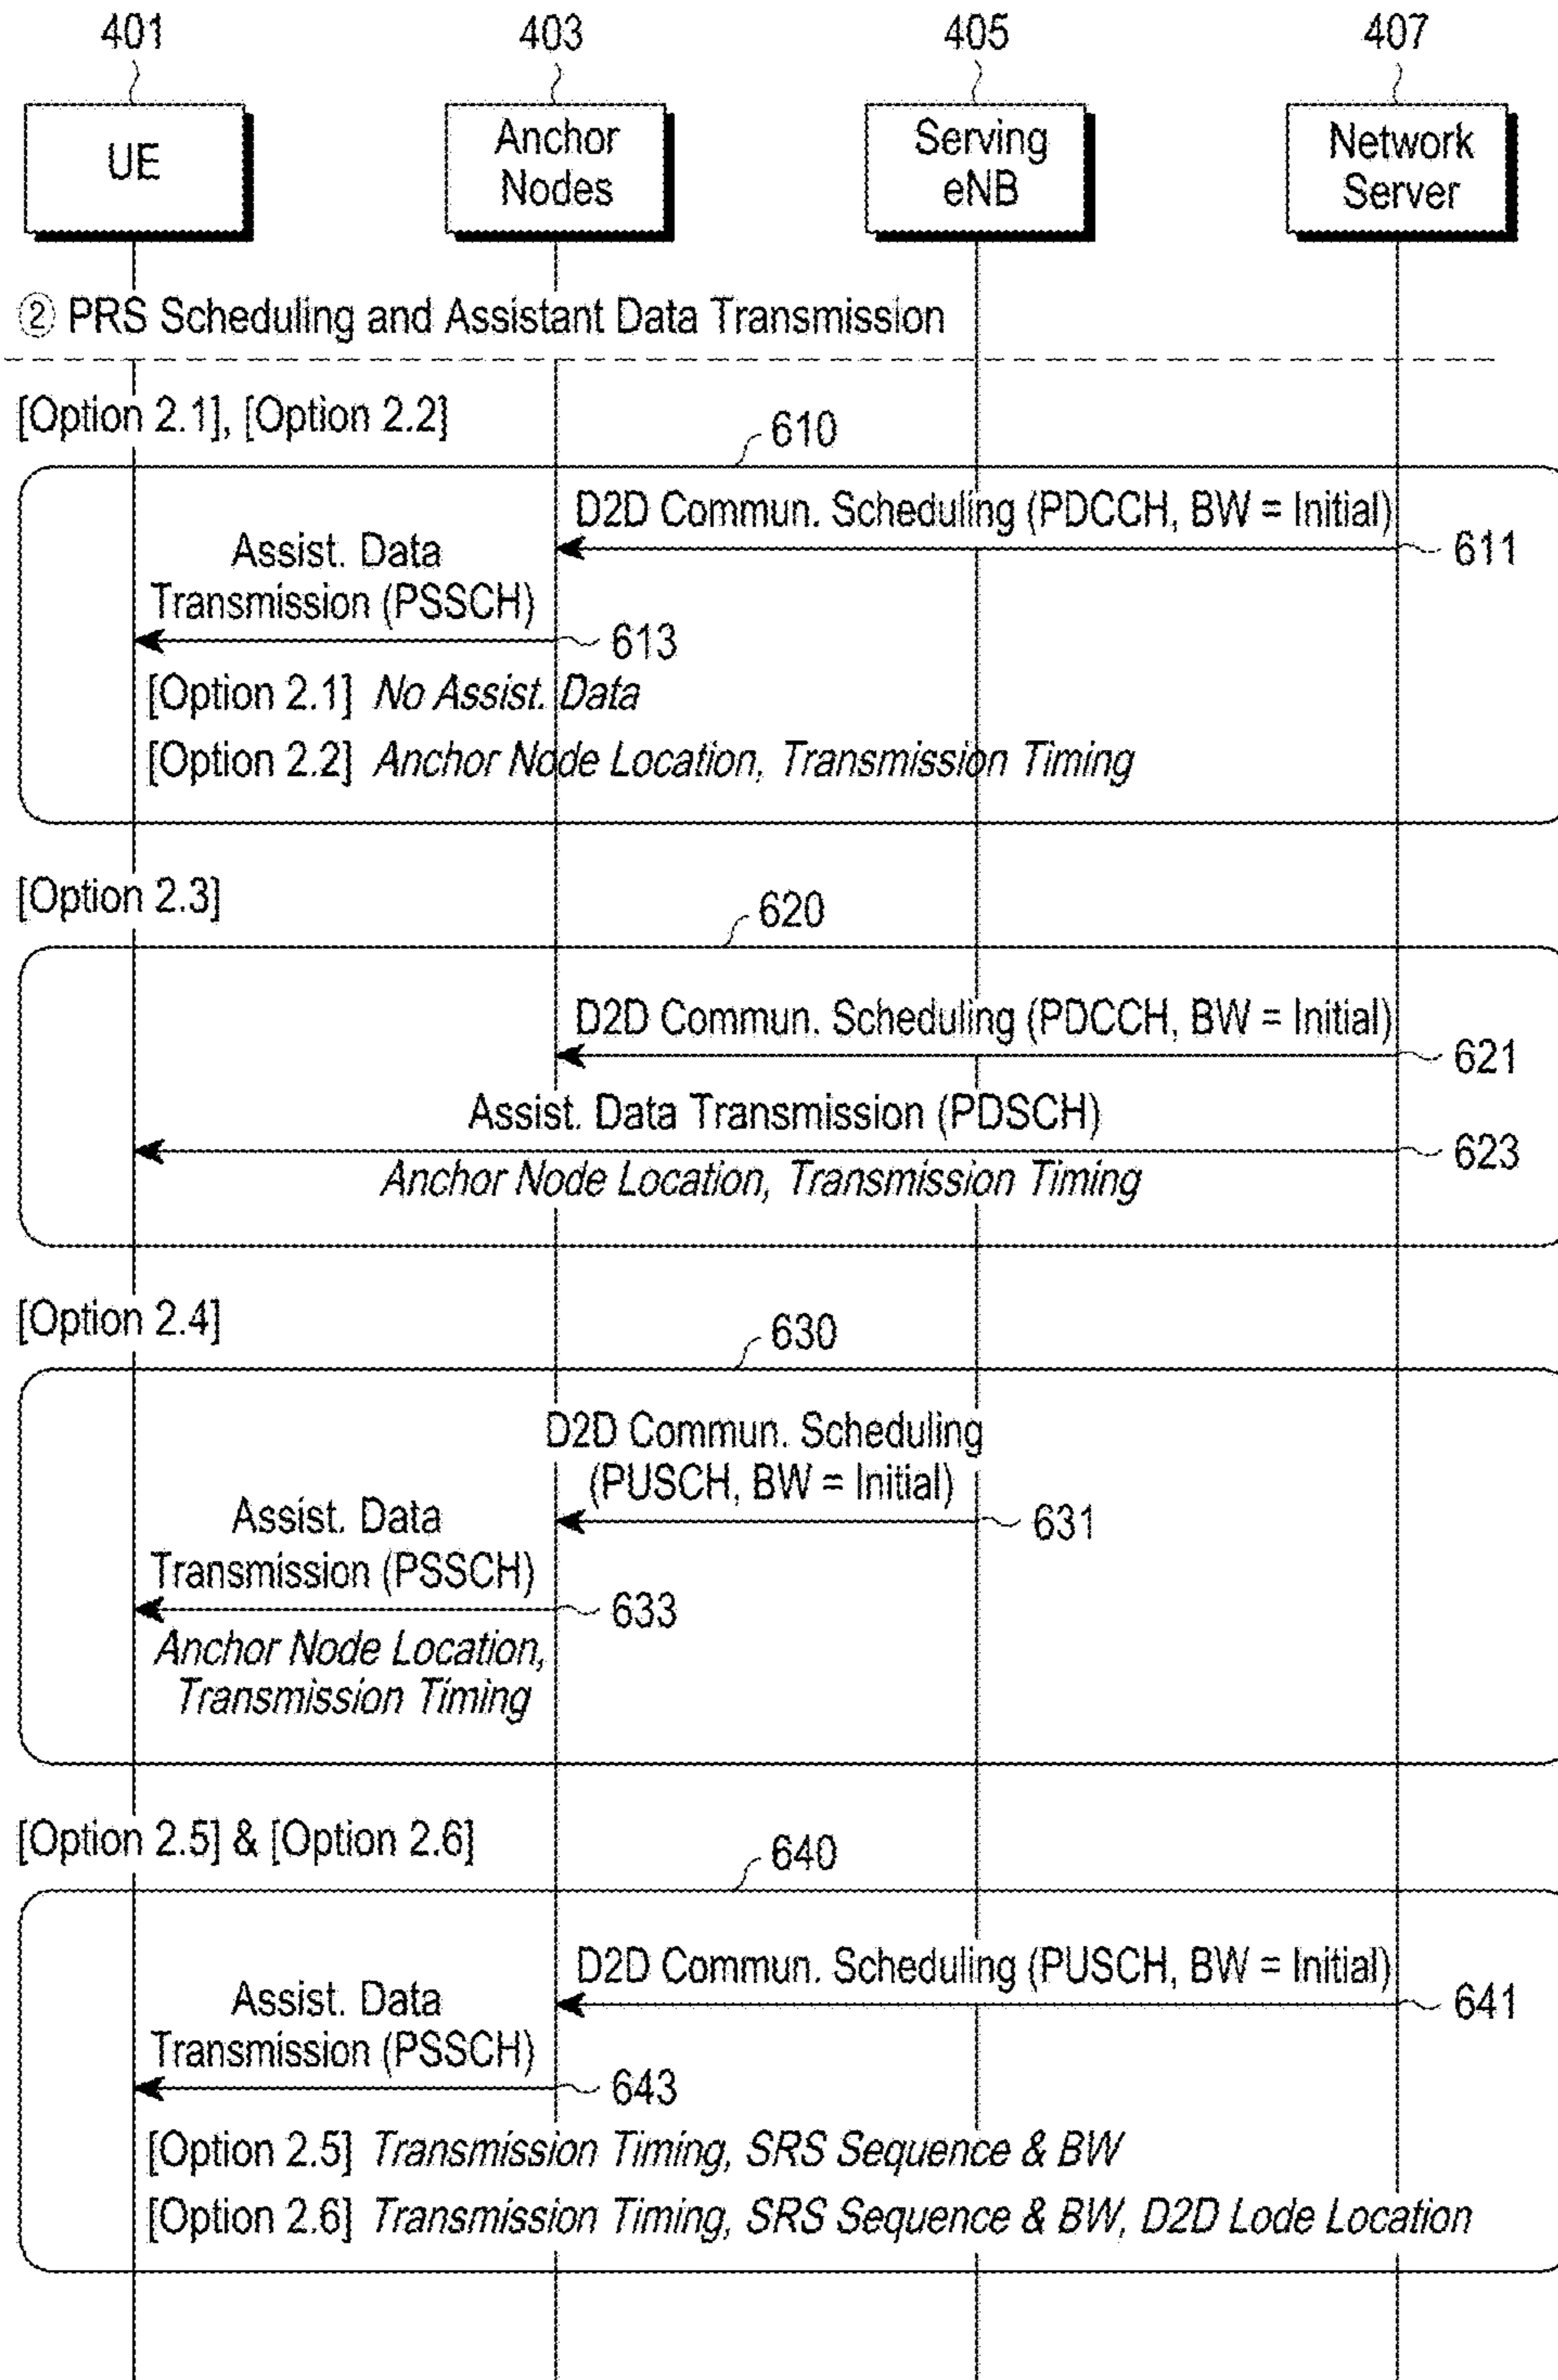 401
403
405
407
UE
Anchor
Nodes
Serving
eNB
Network
Server
② PRS Scheduling and Assistant Data Transmission
[Option 2.1], [Option 2.2]
610
D2D Commun. Scheduling (PDCCH, BW = Initial)
611
Assist. Data
Transmission (PSSCH)
613
[Option 2.1] No Assist. Data
[Option 2.2] Anchor Node Location, Transmission Timing
[Option 2.3]
620
D2D Commun. Scheduling (PDCCH, BW = Initial)
621
Assist. Data Transmission (PDSCH)
623
Anchor Node Location, Transmission Timing
[Option 2.4]
630
D2D Commun. Scheduling
(PUSCH, BW = Initial)
631
Assist. Data
Transmission (PSSCH)
633
Anchor Node Location,
Transmission Timing
[Option 2.5] & [Option 2.6]
640
D2D Commun. Scheduling (PUSCH, BW = Initial)
641
Assist. Data
Transmission (PSSCH)
643
[Option 2.5] Transmission Timing, SRS Sequence & BW
[Option 2.6] Transmission Timing, SRS Sequence & BW, D2D Lode Location